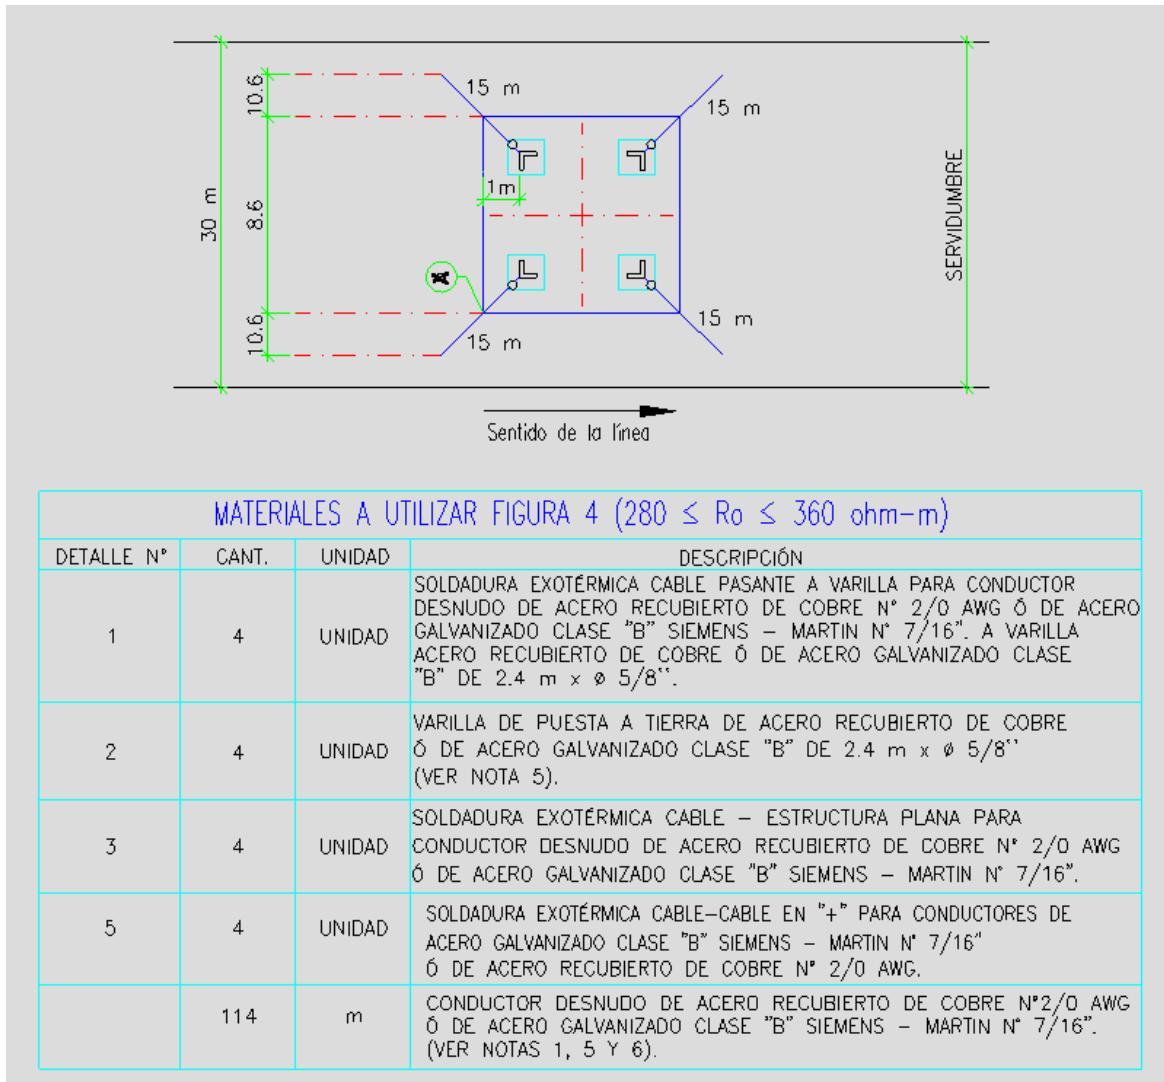 10.6
15 m
15 m
8.6
30 m
1m
SERVIDUMBRE
10.6
15 m
15 m
Sentido de la línea
MATERIALES A UTILIZAR FIGURA 4 (280 ≤ Ro ≤ 360 ohm-m)
DETALLE N° CANT. UNIDAD DESCRIPCIÓN
SOLDADURA EXOTÉRMICA CABLE PASANTE A VARILLA PARA CONDUCTOR
DESNUDO DE ACERO RECUBIERTO DE COBRE N° 2/0 AWG Ó DE ACERO
1 4 UNIDAD GALVANIZADO CLASE "B" SIEMENS – MARTIN N° 7/16". A VARILLA
ACERO RECUBIERTO DE COBRE Ó DE ACERO GALVANIZADO CLASE
"B" DE 2.4 m x ø 5/8``.
VARILLA DE PUESTA A TIERRA DE ACERO RECUBIERTO DE COBRE
2 4 UNIDAD Ó DE ACERO GALVANIZADO CLASE "B" DE 2.4 m x ø 5/8``
(VER NOTA 5).
SOLDADURA EXOTÉRMICA CABLE – ESTRUCTURA PLANA PARA
3 4 UNIDAD CONDUCTOR DESNUDO DE ACERO RECUBIERTO DE COBRE N° 2/0 AWG
Ó DE ACERO GALVANIZADO CLASE "B" SIEMENS – MARTIN N° 7/16".
SOLDADURA EXOTÉRMICA CABLE-CABLE EN "+" PARA CONDUCTORES DE
5 4 UNIDAD ACERO GALVANIZADO CLASE "B" SIEMENS – MARTIN N° 7/16"
Ó DE ACERO RECUBIERTO DE COBRE N° 2/0 AWG.
CONDUCTOR DESNUDO DE ACERO RECUBIERTO DE COBRE N°2/0 AWG
114 m Ó DE ACERO GALVANIZADO CLASE "B" SIEMENS – MARTIN N° 7/16".
(VER NOTAS 1, 5 Y 6).